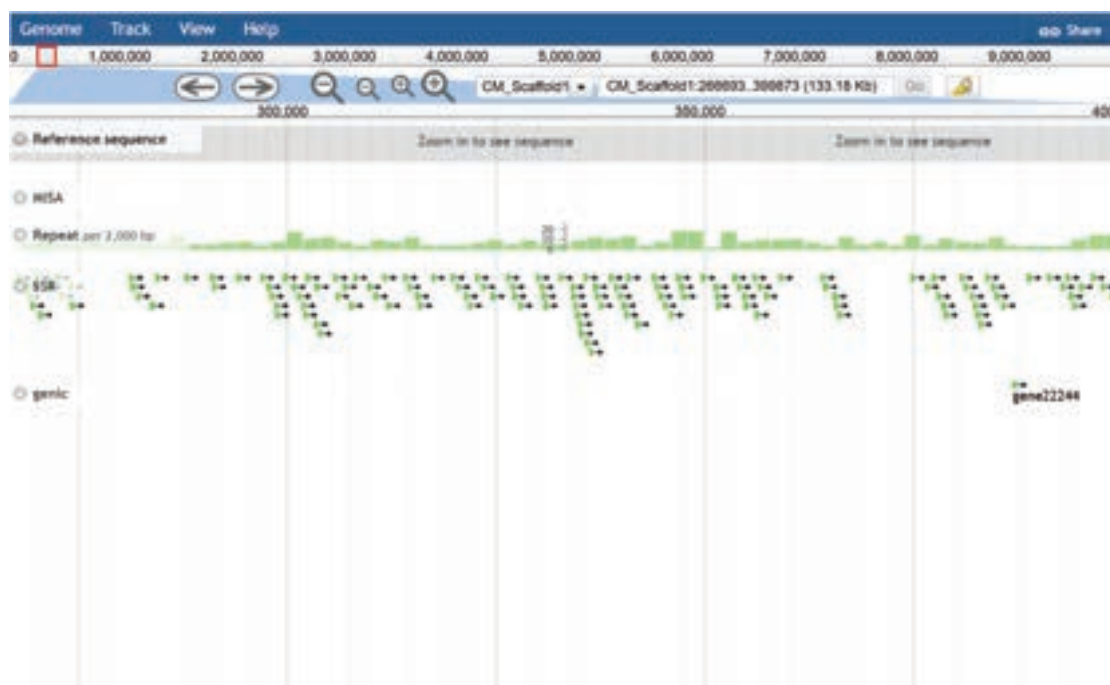 Genome Track View Help Share
0 1,000,000 2,000,000 3,000,000 4,000,000 5,000,000 6,000,000 7,000,000 8,000,000 9,000,000
CM_Scaffold1 CM_Scaffold1: (133.18 Kb) Go
300,000 350,000 40
Reference sequence Zoom in to see sequence Zoom in to see sequence
MISA
Repeat per 2,000 bp
SSR
genic
gene22244